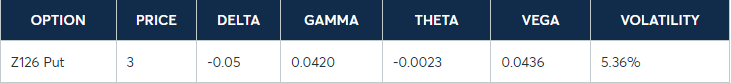 OPTION PRICE DELTA GAMMA THETA VEGA VOLATILITY
Z126 Put 3 -0.05 0.0420 -0.0023 0.0436 5.36%